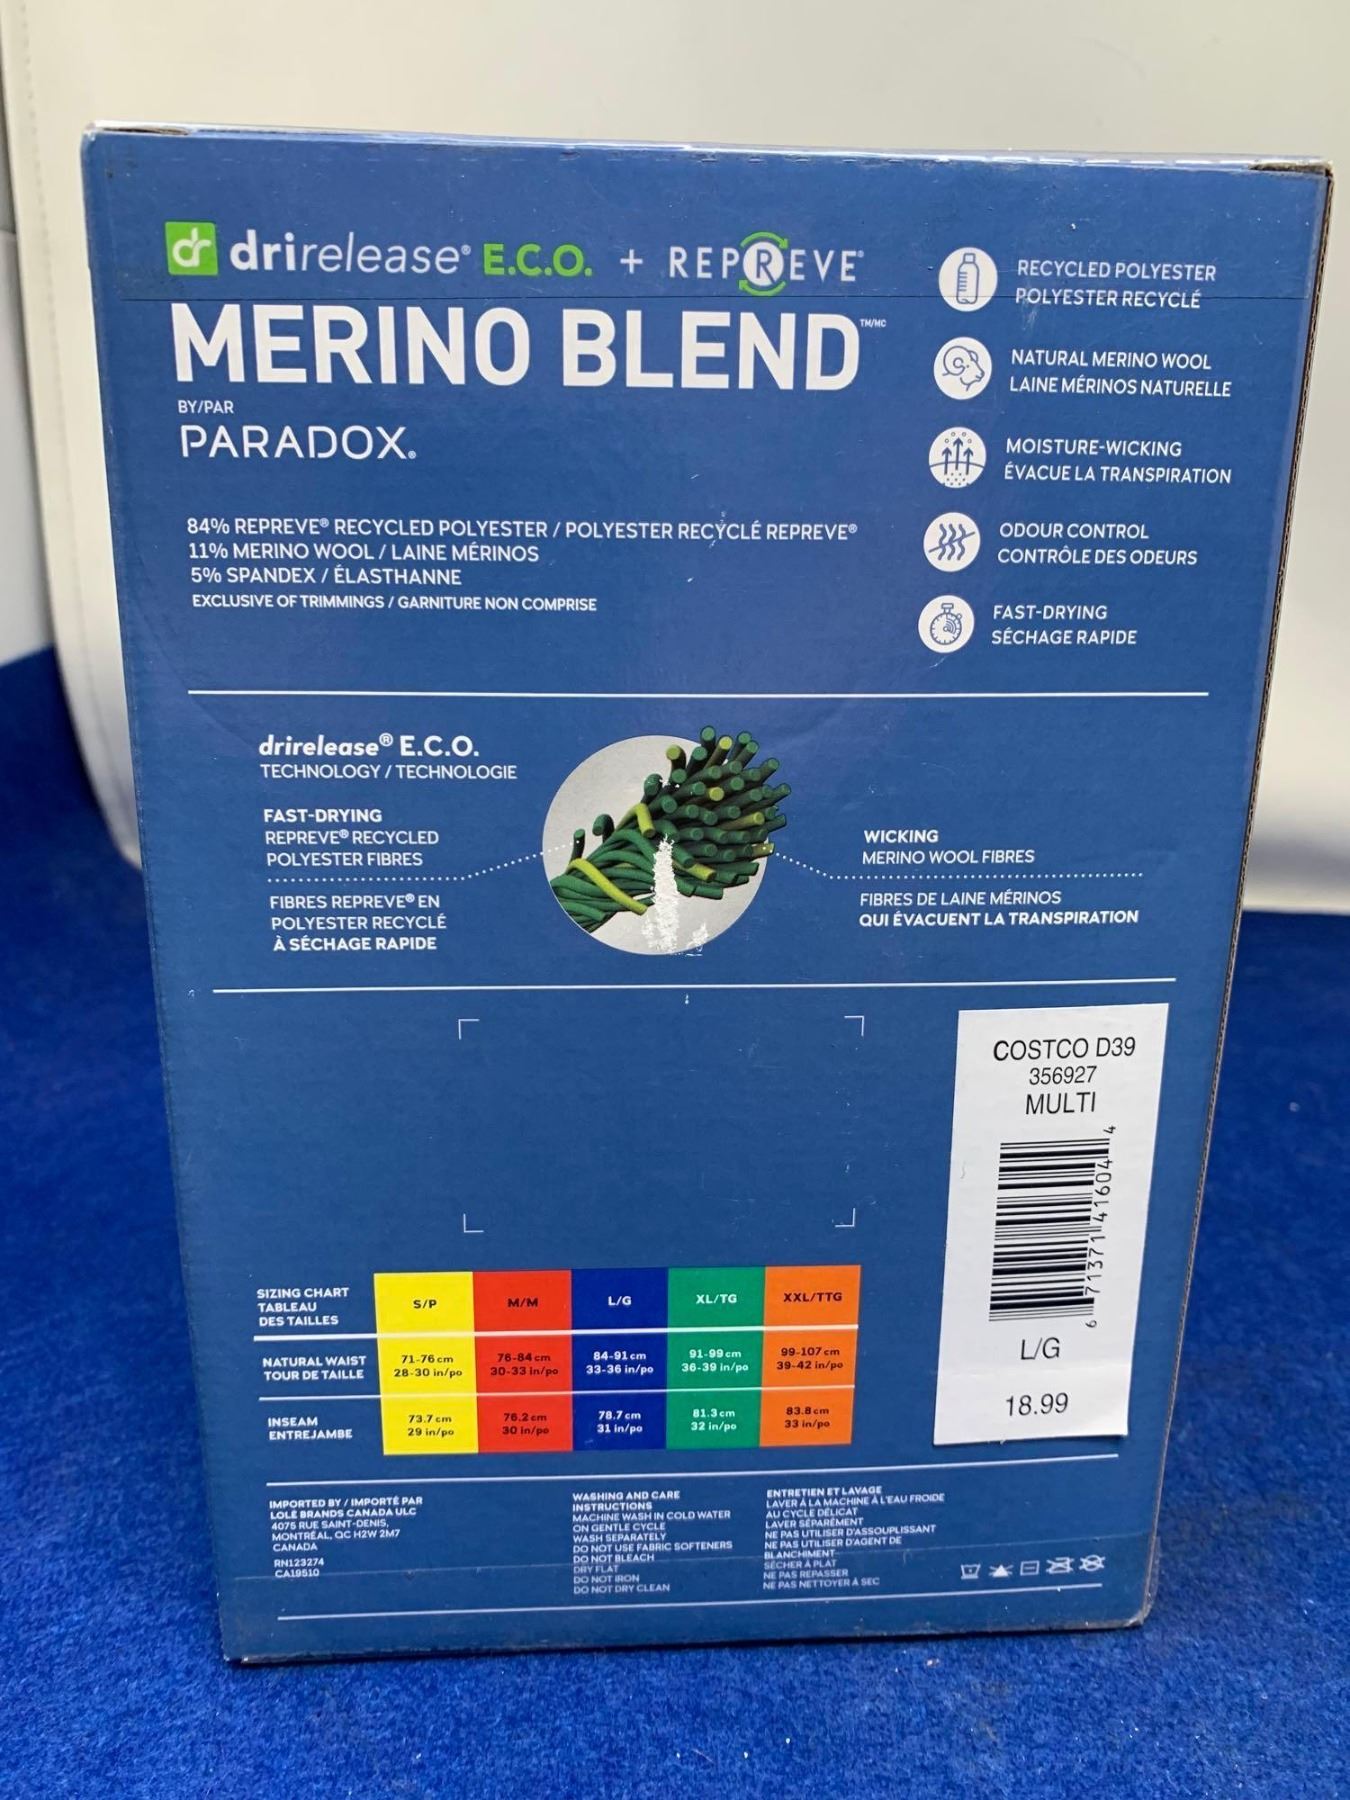 dr drirelease® E.C.O. + REPREVE®
MERINO BLEND™/MC
BY/PAR
PARADOX®
84% REPREVE® RECYCLED POLYESTER / POLYESTER RECYCLÉ REPREVE®
11% MERINO WOOL / LAINE MÉRINOS
5% SPANDEX / ÉLASTHANNE
EXCLUSIVE OF TRIMMINGS / GARNITURE NON COMPRISE
RECYCLED POLYESTER
POLYESTER RECYCLÉ
NATURAL MERINO WOOL
LAINE MÉRINOS NATURELLE
MOISTURE-WICKING
ÉVACUE LA TRANSPIRATION
ODOUR CONTROL
CONTRÔLE DES ODEURS
FAST-DRYING
SÉCHAGE RAPIDE
drirelease® E.C.O.
TECHNOLOGY / TECHNOLOGIE
FAST-DRYING
REPREVE® RECYCLED
POLYESTER FIBRES
FIBRES REPREVE® EN
POLYESTER RECYCLÉ
À SÉCHAGE RAPIDE
WICKING
MERINO WOOL FIBRES
FIBRES DE LAINE MÉRINOS
QUI ÉVACUENT LA TRANSPIRATION
COSTCO D39
356927
MULTI
6 71371 41604 4
L/G
18.99
SIZING CHART
TABLEAU
DES TAILLES
S/P M/M L/G XL/TG XXL/TTG
NATURAL WAIST
TOUR DE TAILLE
71-76 cm 76-84 cm 84-91 cm 91-99 cm 99-107 cm
28-30 in/po 30-33 in/po 33-36 in/po 36-39 in/po 39-42 in/po
INSEAM
ENTREJAMBE
73.7 cm 76.2 cm 78.7 cm 81.3 cm 83.8 cm
29 in/po 30 in/po 31 in/po 32 in/po 33 in/po
IMPORTED BY / IMPORTÉ PAR
LOLË BRANDS CANADA ULC
4075 RUE SAINT-DENIS,
MONTRÉAL, QC H2W 2M7
CANADA
RN123274
CA19510
WASHING AND CARE
INSTRUCTIONS
MACHINE WASH IN COLD WATER
ON GENTLE CYCLE
WASH SEPARATELY
DO NOT USE FABRIC SOFTENERS
DO NOT BLEACH
DRY FLAT
DO NOT IRON
DO NOT DRY CLEAN
ENTRETIEN ET LAVAGE
LAVER À LA MACHINE À L'EAU FROIDE
AU CYCLE DÉLICAT
LAVER SÉPARÉMENT
NE PAS UTILISER D'ASSOUPLISSANT
NE PAS UTILISER D'AGENT DE
BLANCHIMENT
SÉCHER À PLAT
NE PAS REPASSER
NE PAS NETTOYER À SEC